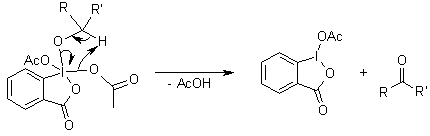 R R'
O H
AcO I O
O O
O
- AcOH
OAc
I
O
O
+
O
R R'